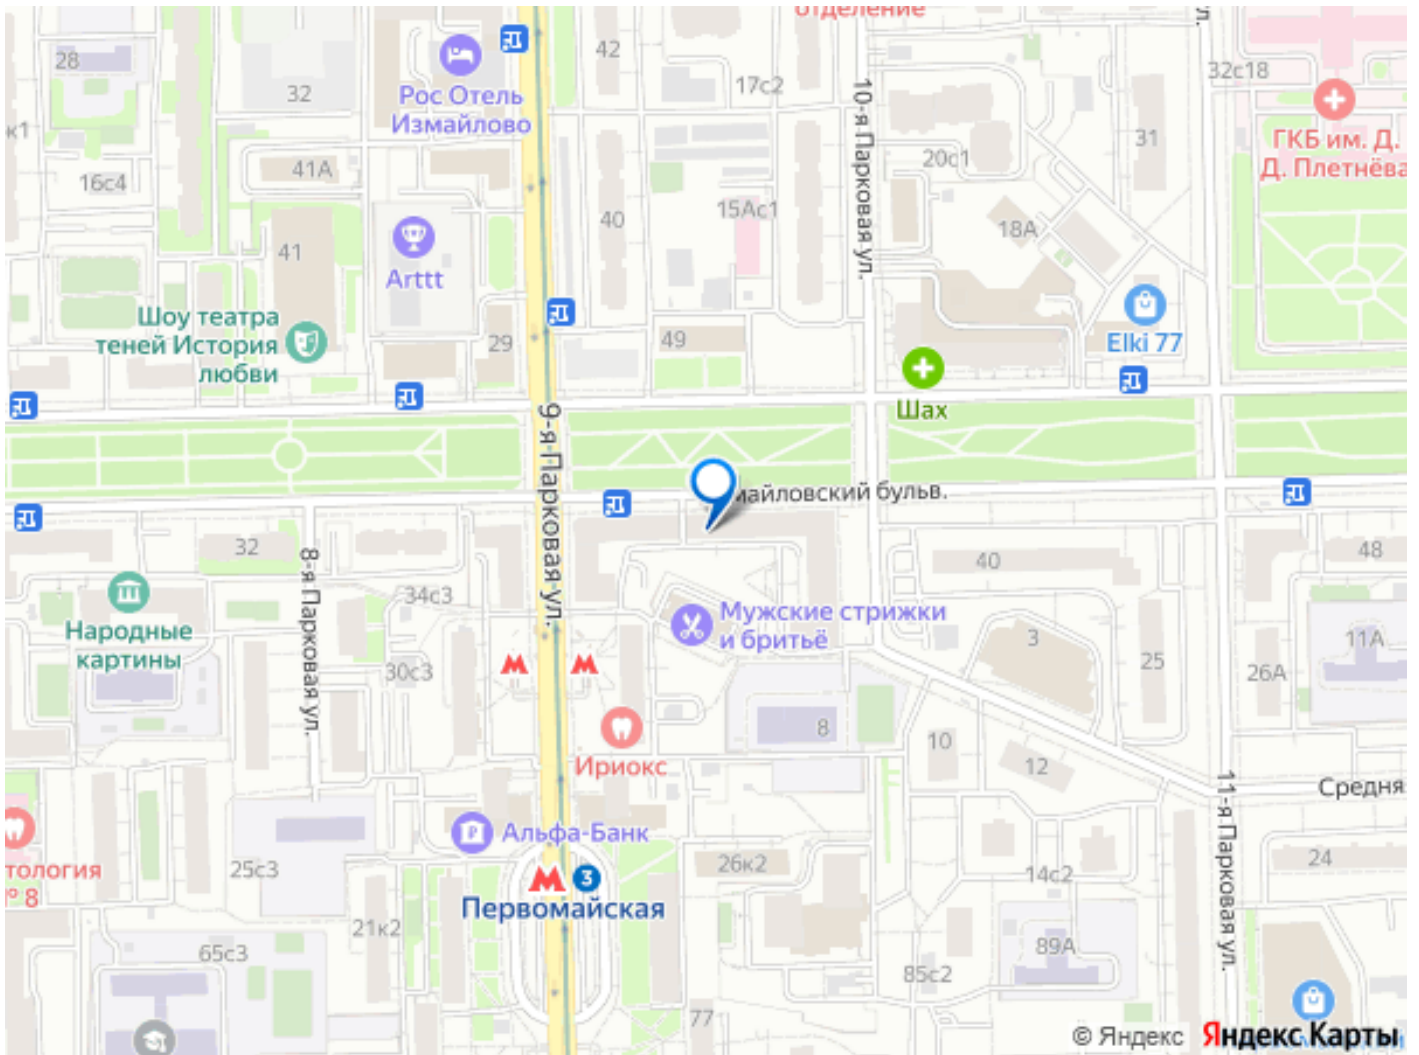 отделение
28
42
ул.
32с18
32
Рос Отель
Измайлово
17с2
10-я Парковая ул.
к1
31
ГКБ им. Д.
Д. Плетнёва
20с1
41А
16с4
15Ас1
40
18А
41
Arttt
Шоу театра
теней История
любви
29
49
Elki 77
Шах
9-я Парковая ул.
майловский бульв.
32
8-я Парковая ул.
40
48
34с3
Народные
картины
Мужские стрижки
и бритьё
3
25
11А
30с3
26А
8
10
Ириокс
12
11-я Парковая ул.
Средня
Альфа-Банк
тология
№ 8
25с3
26к2
24
14с2
3
Первомайская
21к2
65с3
89А
85с2
77
© Яндекс
Яндекс Карты